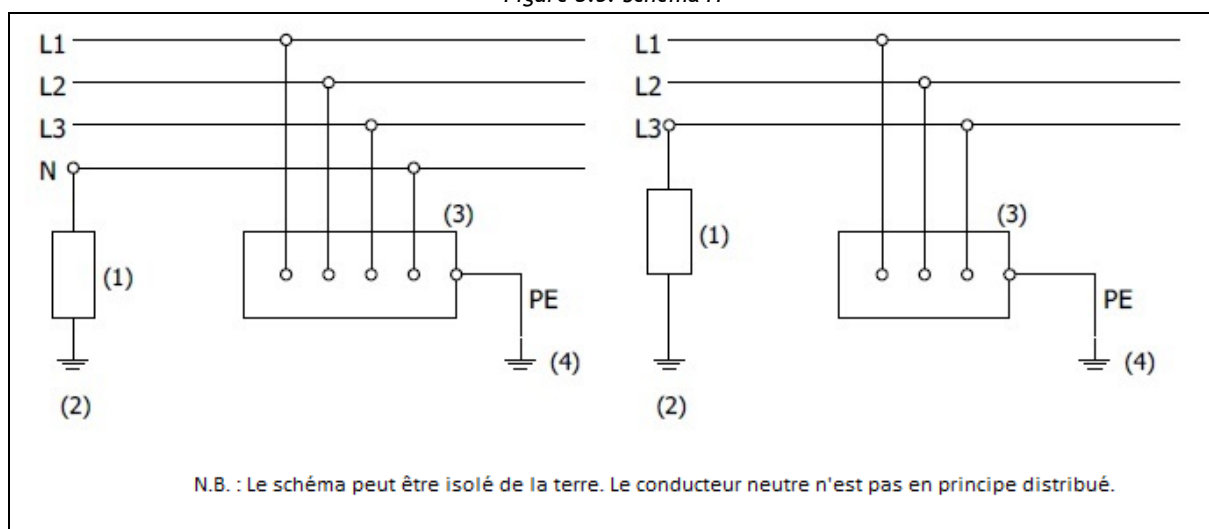 Figure 3.5. Schéma IT
L1
L2
L3
N
(1)
(2)
(3)
PE
(4)
L1
L2
L3
(1)
(2)
(3)
PE
(4)
N.B. : Le schéma peut être isolé de la terre. Le conducteur neutre n'est pas en principe distribué.